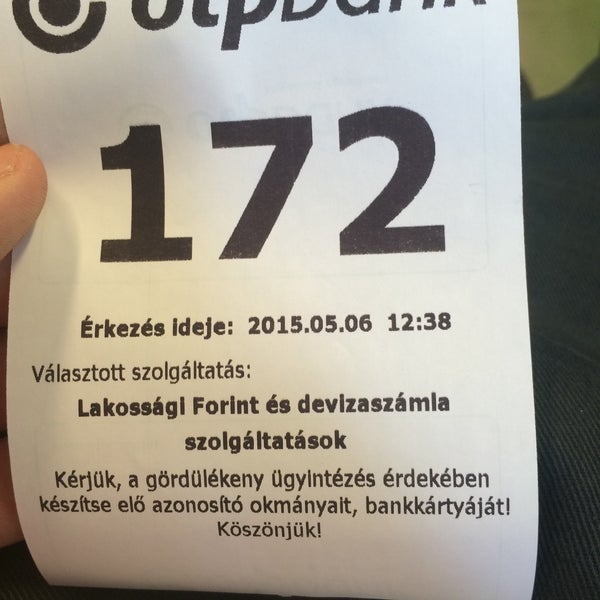 otpbank
172
Érkezés ideje: 2015.05.06 12:38
Választott szolgáltatás:
Lakossági Forint és devizaszámla
szolgáltatások
Kérjük, a gördülékeny ügyintézés érdekében
készítse elő azonosító okmányait, bankkártyáját!
Köszönjük!